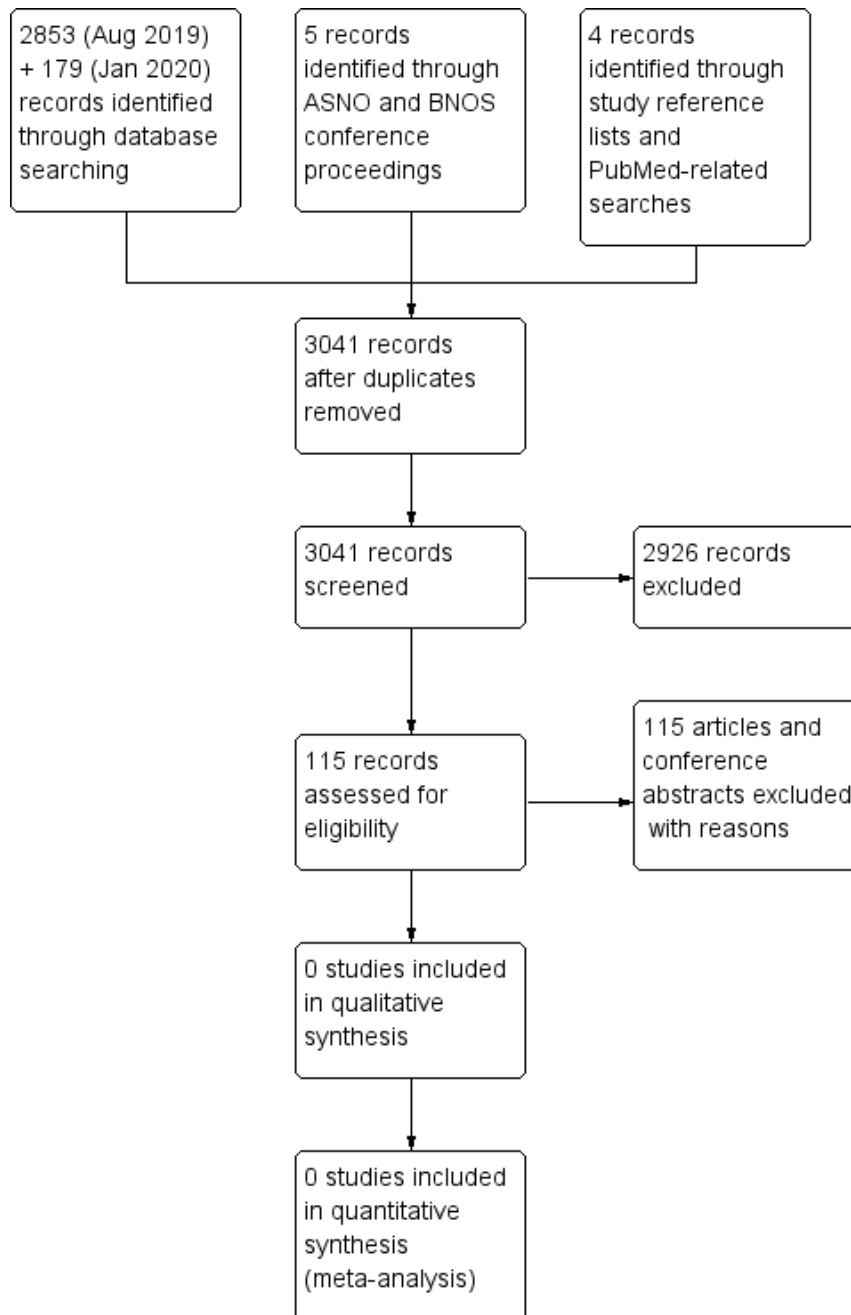 2853 (Aug 2019)
+ 179 (Jan 2020)
records identified
through database
searching
5 records
identified through
ASNO and BNOS
conference
proceedings
4 records
identified through
study reference
lists and
PubMed-related
searches
3041 records
after duplicates
removed
3041 records
screened
2926 records
excluded
115 records
assessed for
eligibility
115 articles and
conference
abstracts excluded
with reasons
0 studies included
in qualitative
synthesis
0 studies included
in quantitative
synthesis
(meta-analysis)